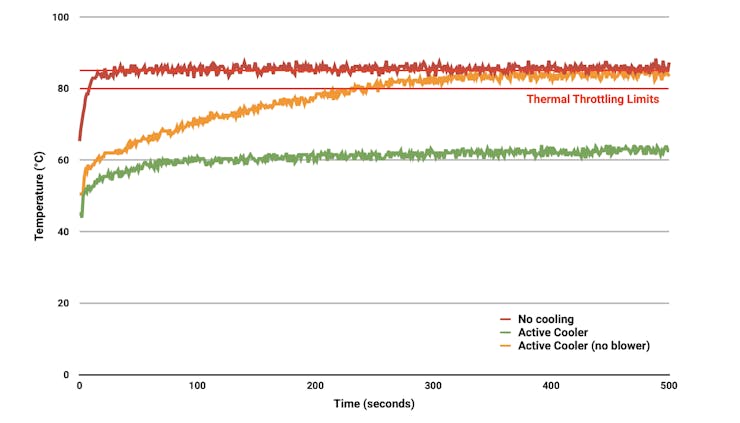 100
80
Thermal Throttling Limits
60
Temperature (°C)
40
20
No cooling
Active Cooler
Active Cooler (no blower)
0
0 100 200 300 400 500
Time (seconds)